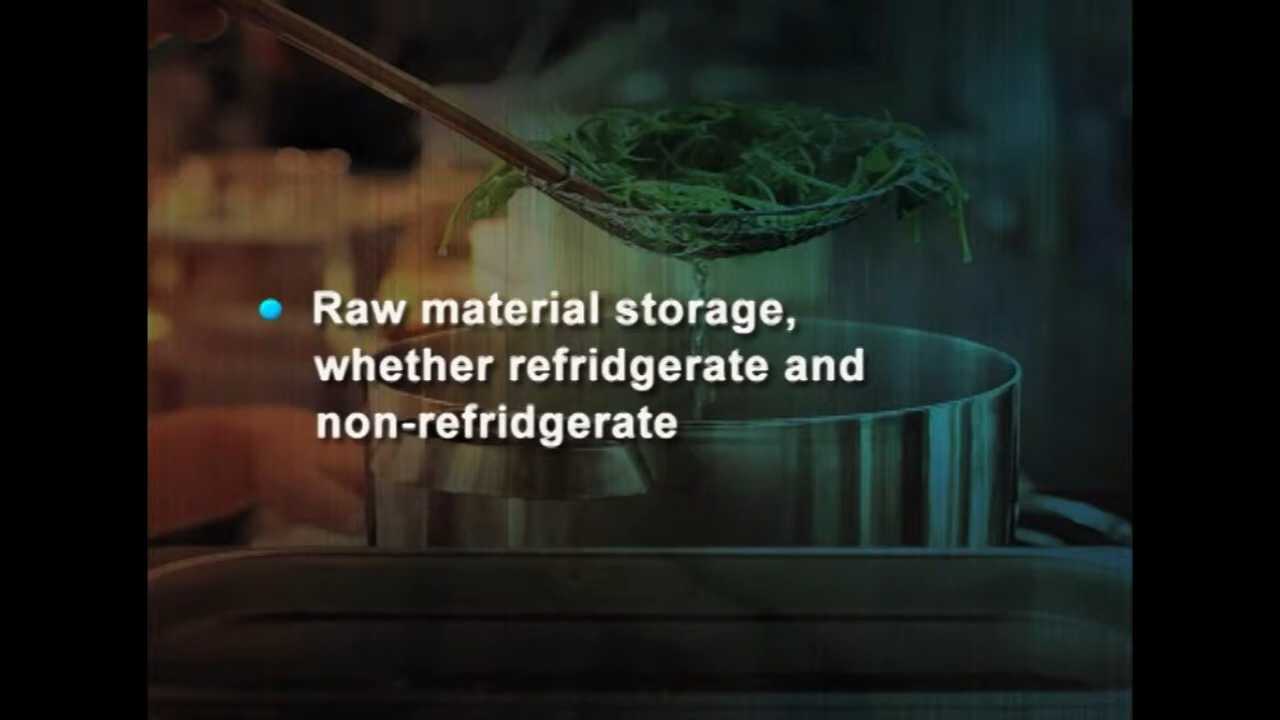 Raw material storage,
whether refridgerate and
non-refridgerate